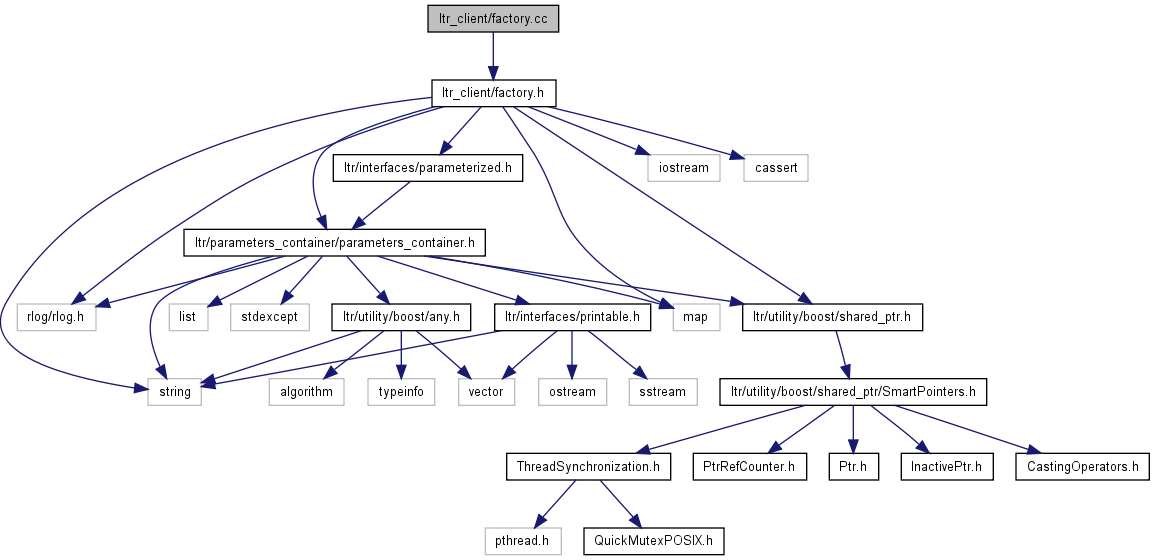 ltr_client/factory.cc
ltr_client/factory.h
ltr/interfaces/parameterized.h
iostream
cassert
ltr/parameters_container/parameters_container.h
rlog/rlog.h
list
stdexcept
ltr/utility/boost/any.h
ltr/interfaces/printable.h
map
ltr/utility/boost/shared_ptr.h
string
algorithm
typeinfo
vector
ostream
sstream
ltr/utility/boost/shared_ptr/SmartPointers.h
ThreadSynchronization.h
PtrRefCounter.h
Ptr.h
InactivePtr.h
CastingOperators.h
pthread.h
QuickMutexPOSIX.h